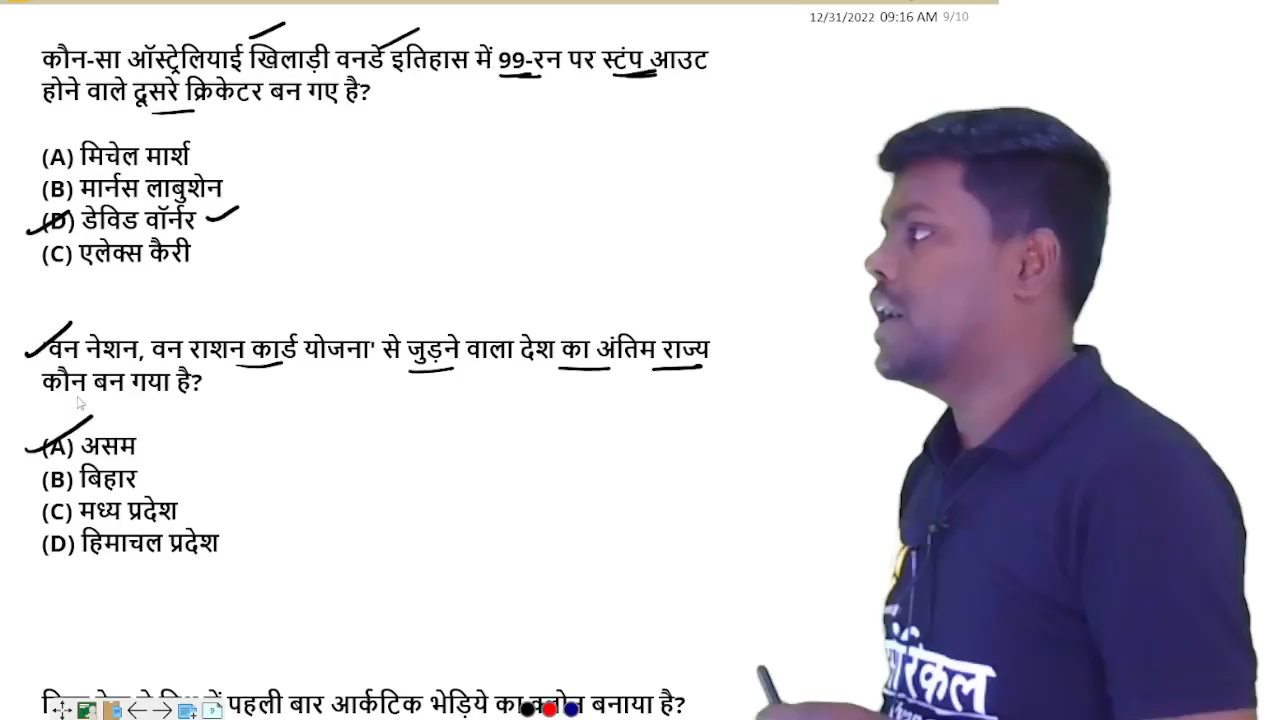 12/31/2022 09:16 AM 9/10
कौन-सा ऑस्ट्रेलियाई खिलाड़ी वनडे इतिहास में 99-रन पर स्टंप आउट
होने वाले दूसरे क्रिकेटर बन गए है?
(A) मिचेल मार्श
(B) मार्नस लाबुशेन
(D) डेविड वॉर्नर
(C) एलेक्स कैरी
'वन नेशन, वन राशन कार्ड योजना' से जुड़ने वाला देश का अंतिम राज्य
कौन बन गया है?
(A) असम
(B) बिहार
(C) मध्य प्रदेश
(D) हिमाचल प्रदेश
पहली बार आर्कटिक भेड़िये का क्लोन बनाया है?